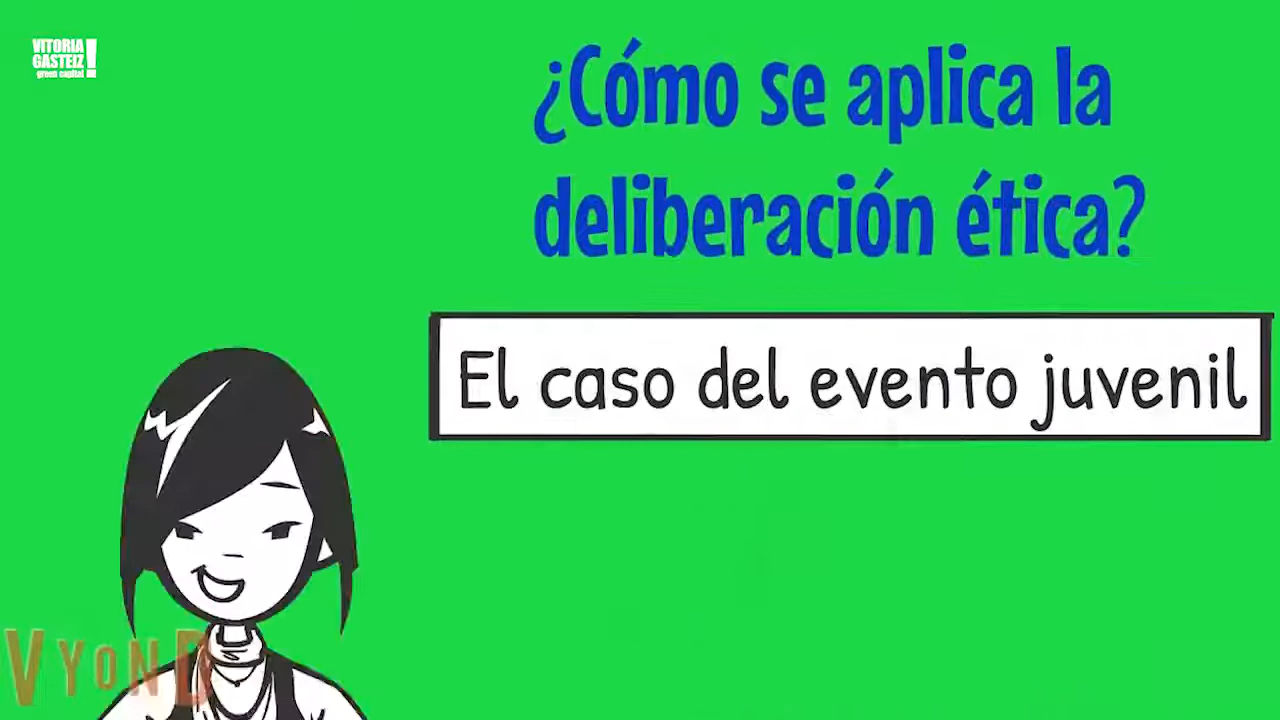 VITORIA
GASTEIZ!
green capital
¿Cómo se aplica la
deliberación ética?
El caso del evento juvenil
VYOND